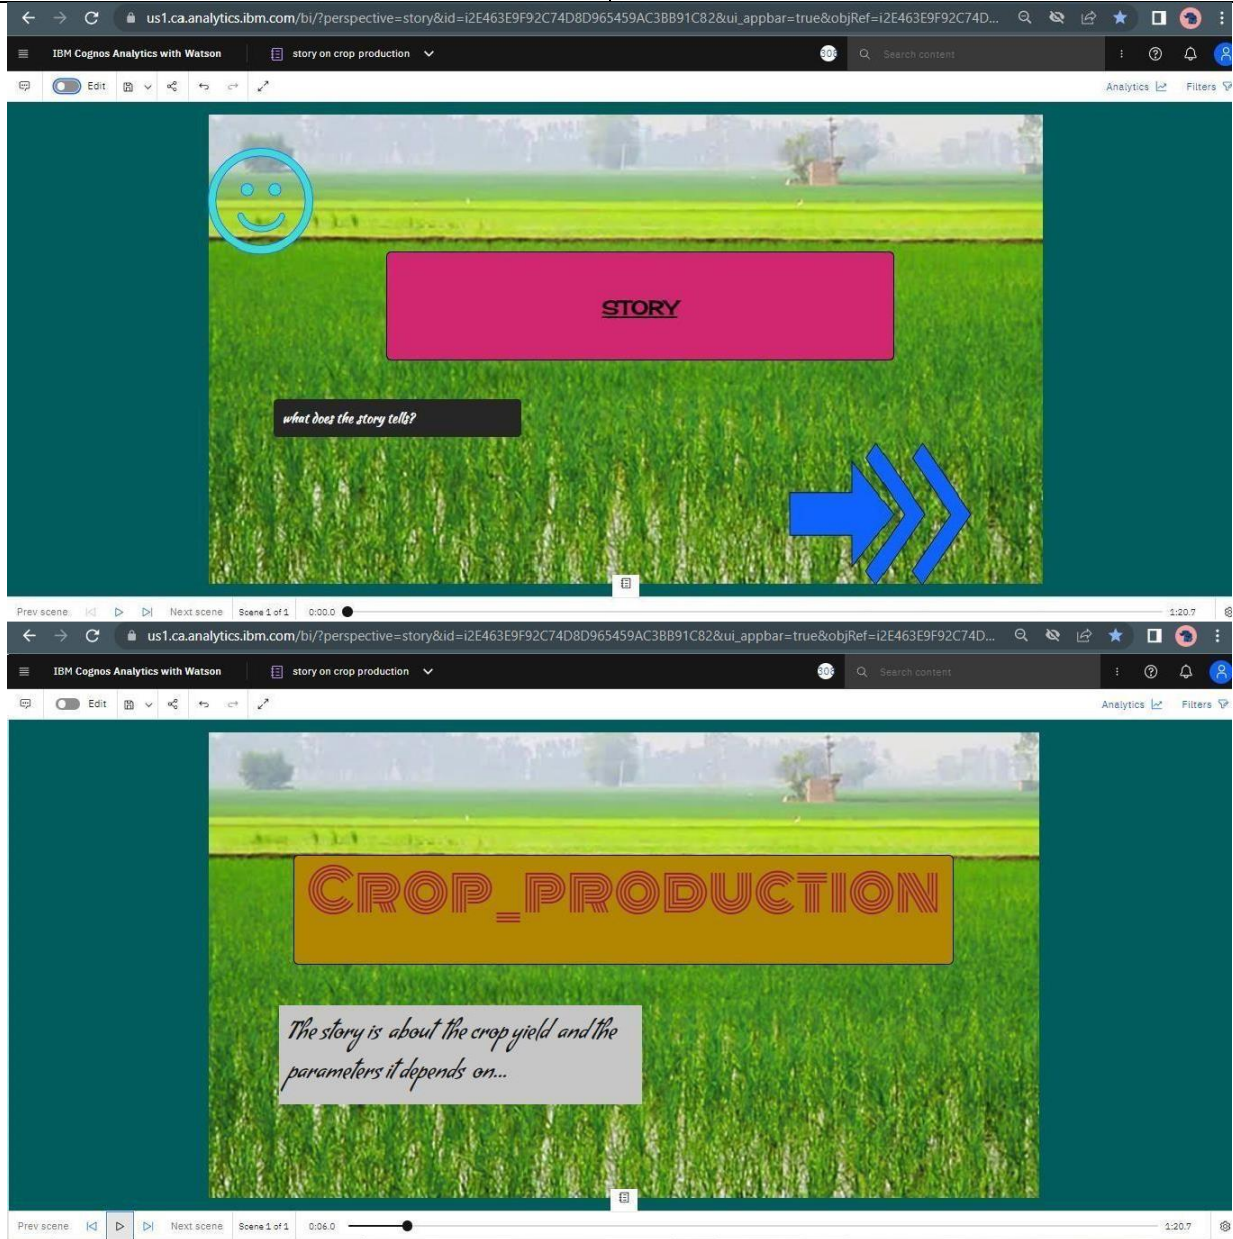 us1.ca.analytics.ibm.com/bi/?perspective=story&id=i2E463E9F92C74D8D965459AC3BB91C82&ui_appbar=true&objRef=i2E463E9F92C74D...
IBM Cognos Analytics with Watson story on crop production Search content
Edit Analytics Filters
STORY
what does the story tells?
Prev scene Next scene Scene 1 of 1 0:00.0 1:20.7
us1.ca.analytics.ibm.com/bi/?perspective=story&id=i2E463E9F92C74D8D965459AC3BB91C82&ui_appbar=true&objRef=i2E463E9F92C74D...
IBM Cognos Analytics with Watson story on crop production Search content
Edit Analytics Filters
CROP_PRODUCTION
The story is about the crop yield and the
parameters it depends on...
Prev scene Next scene Scene 1 of 1 0:06.0 1:20.7